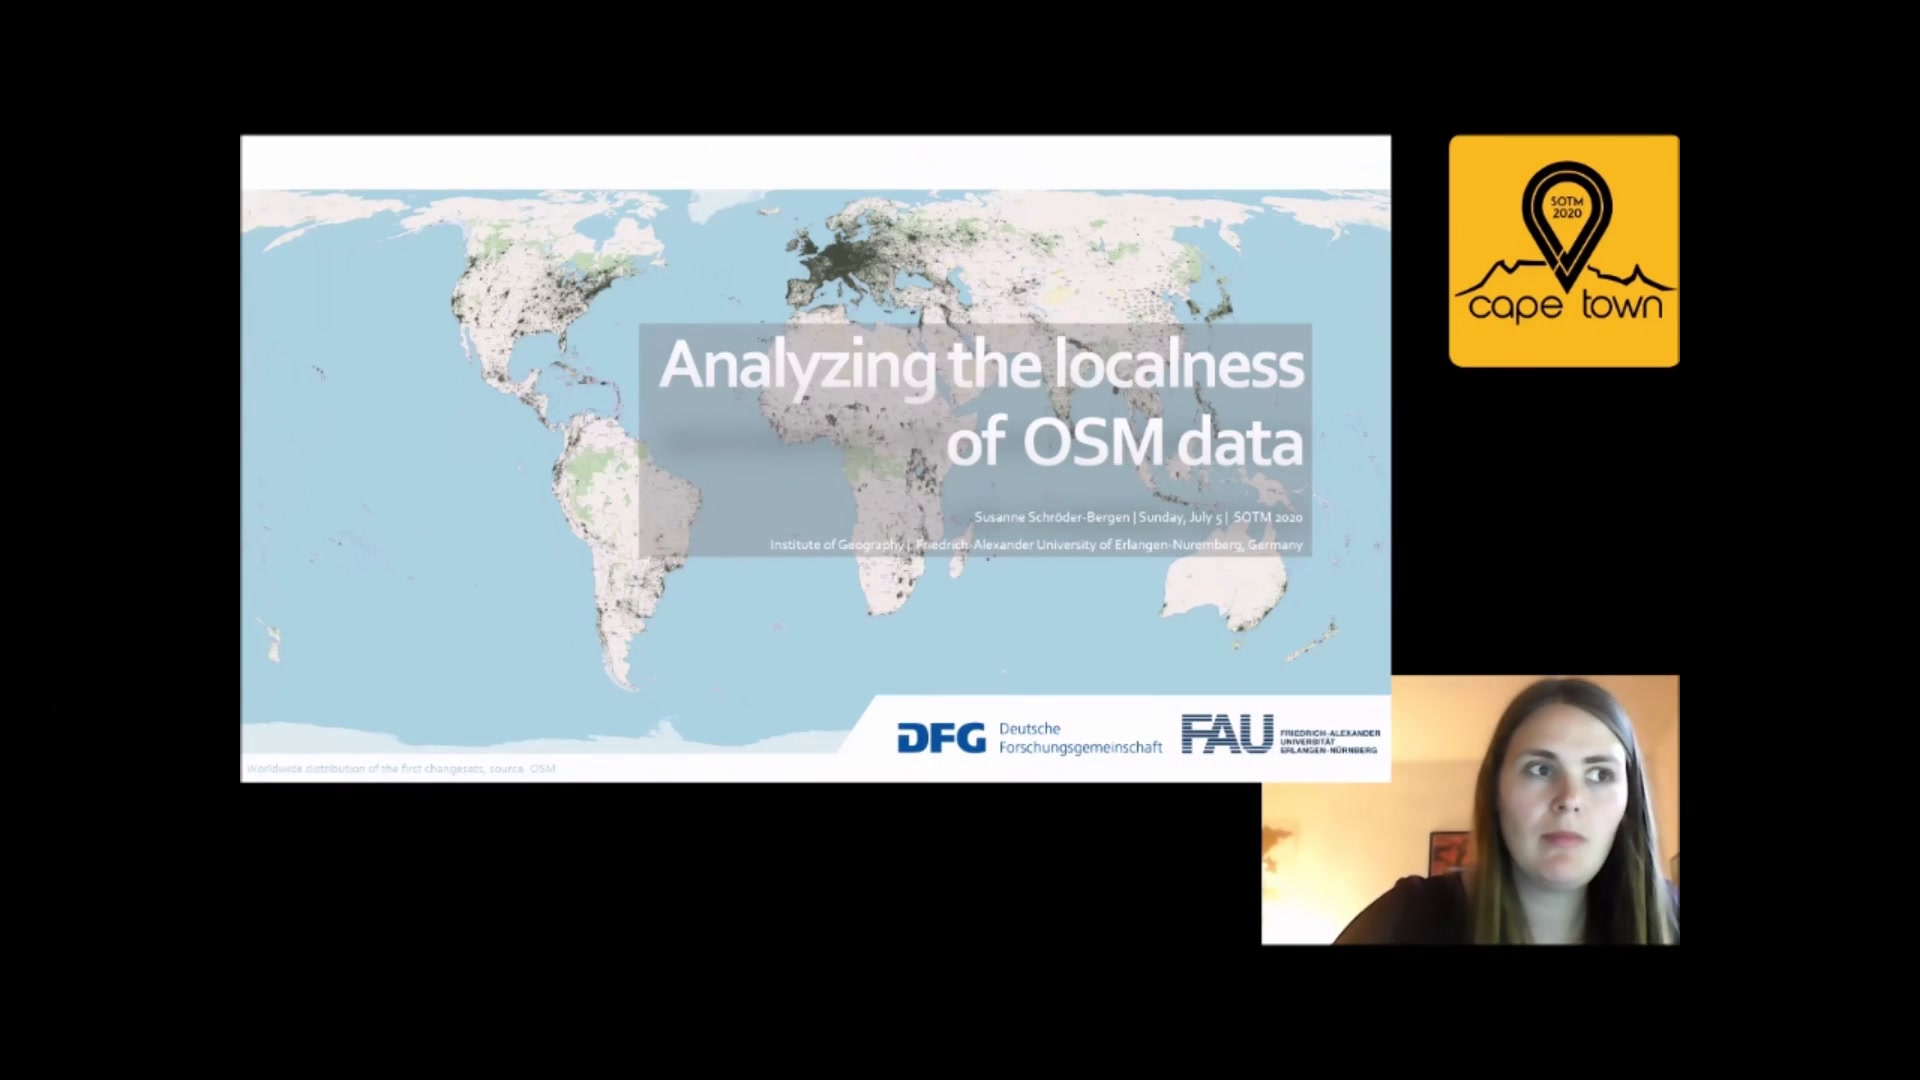 Analyzing the localness
of OSM data
Susanne Schröder-Bergen | Sunday, July 5 | SOTM 2020
Institute of Geography | Friedrich-Alexander University of Erlangen-Nuremberg, Germany
DFG Deutsche
Forschungsgemeinschaft
FAU FRIEDRICH-ALEXANDER
UNIVERSITÄT
ERLANGEN-NÜRNBERG
Worldwide distribution of the first changesets, source: OSM
SOTM
2020
cape town